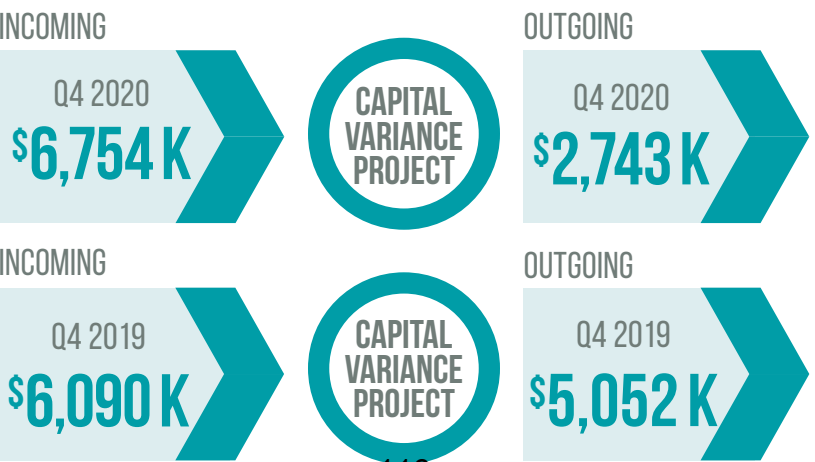 INCOMING
OUTGOING
Q4 2020
$6,754 K
CAPITAL
VARIANCE
PROJECT
Q4 2020
$2,743 K
INCOMING
OUTGOING
Q4 2019
$6,090 K
CAPITAL
VARIANCE
PROJECT
Q4 2019
$5,052 K